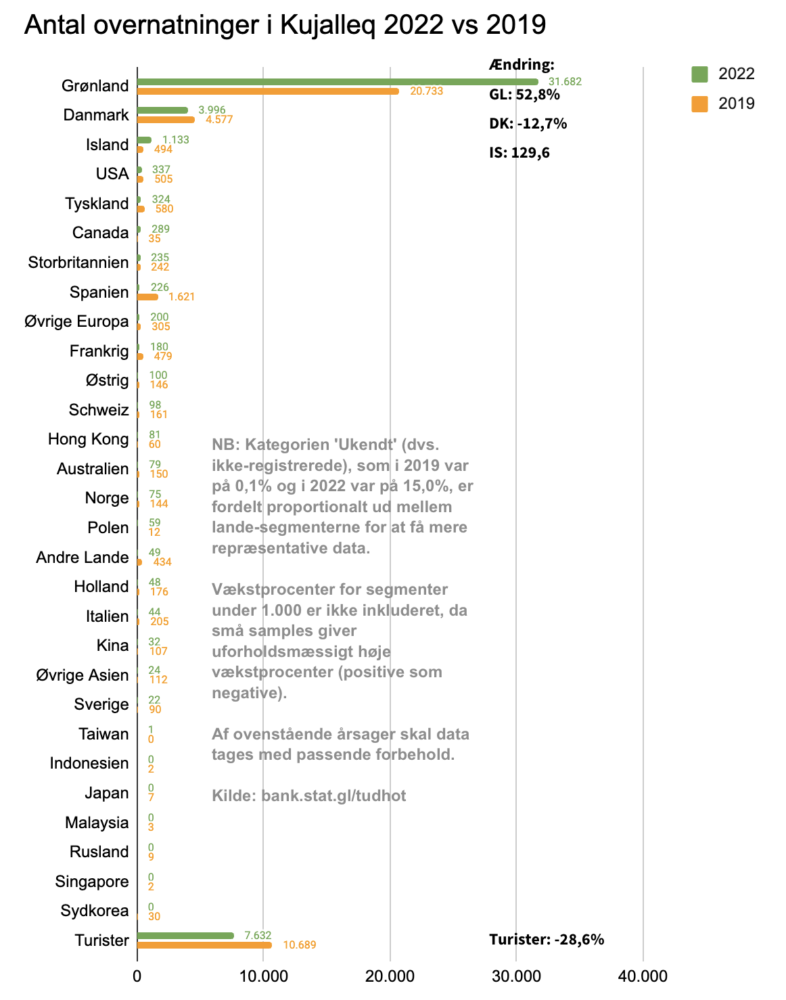 Antal overnatninger i Kujalleq 2022 vs 2019
Ændring:
2022
2019
Grønland
31.682
20.733
GL: 52,8%
Danmark
3.996
4.577
DK: -12,7%
Island
1.133
494
IS: 129,6
USA
337
505
Tyskland
324
580
Canada
289
35
Storbritannien
235
242
Spanien
226
1.621
Øvrige Europa
200
305
Frankrig
180
479
Østrig
100
146
Schweiz
98
161
Hong Kong
81
60
Australien
79
150
Norge
75
144
Polen
59
12
Andre Lande
49
434
Holland
48
176
Italien
44
205
Kina
32
107
Øvrige Asien
24
112
Sverige
22
90
Taiwan
1
0
Indonesien
0
2
Japan
0
7
Malaysia
0
3
Rusland
0
9
Singapore
0
2
Sydkorea
0
30
Turister
7.632
10.689
Turister: -28,6%
NB: Kategorien 'Ukendt' (dvs.
ikke-registrerede), som i 2019 var
på 0,1% og i 2022 var på 15,0%, er
fordelt proportionalt ud mellem
lande-segmenterne for at få mere
repræsentative data.
Vækstprocenter for segmenter
under 1.000 er ikke inkluderet, da
små samples giver
uforholdsmæssigt høje
vækstprocenter (positive som
negative).
Af ovenstående årsager skal data
tages med passende forbehold.
Kilde: bank.stat.gl/tudhot
0
10.000
20.000
30.000
40.000